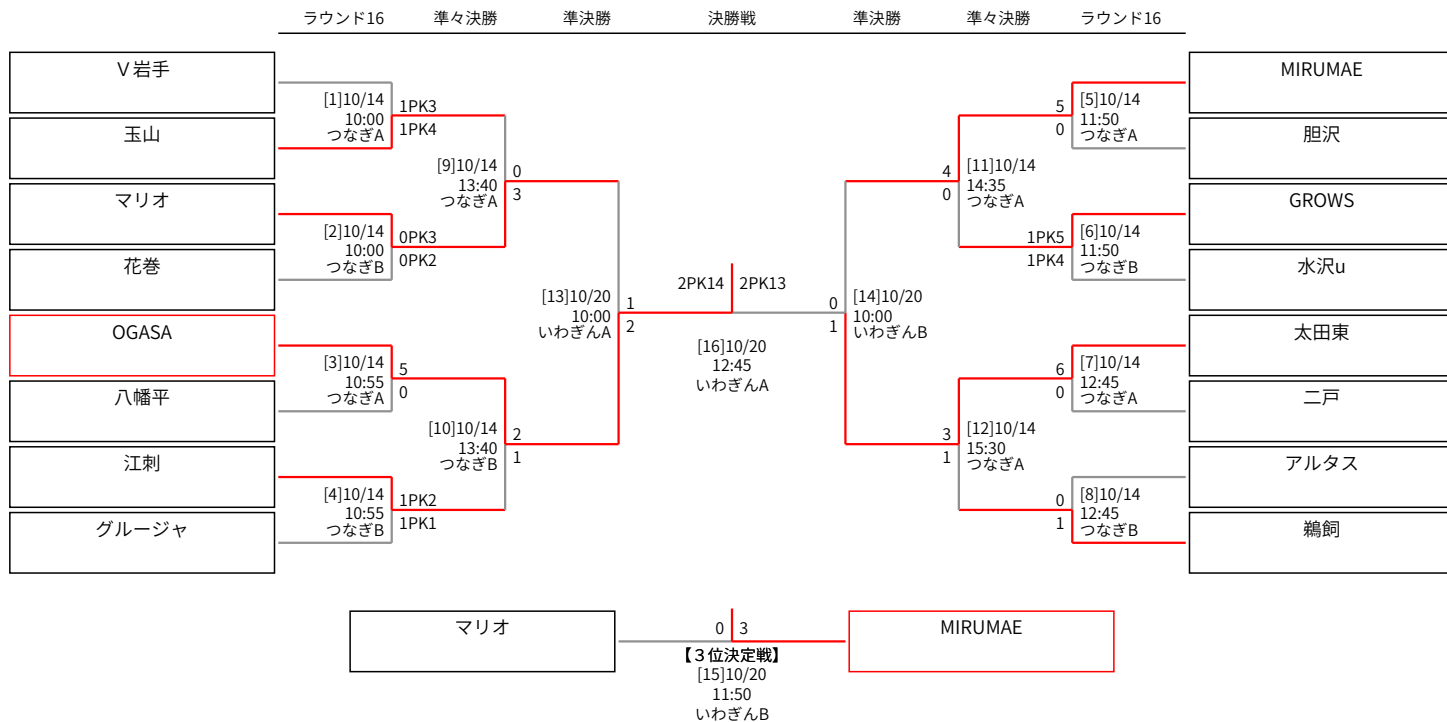 ラウンド16
準々決勝
準決勝
決勝戦
準決勝
準々決勝
ラウンド16
Ｖ岩手
玉山
マリオ
花巻
OGASA
八幡平
江刺
グルージャ
[1]10/14
10:00
つなぎA
1PK3
1PK4
[2]10/14
10:00
つなぎB
0PK3
0PK2
[3]10/14
10:55
つなぎA
5
0
[4]10/14
10:55
つなぎB
1PK2
1PK1
[9]10/14
13:40
つなぎA
0
3
[10]10/14
13:40
つなぎB
2
1
[13]10/20
10:00
いわぎんA
1
2
2PK14
2PK13
[16]10/20
12:45
いわぎんA
0
1
[14]10/20
10:00
いわぎんB
4
0
[11]10/14
14:35
つなぎA
3
1
[12]10/14
15:30
つなぎA
5
0
[5]10/14
11:50
つなぎA
1PK5
1PK4
[6]10/14
11:50
つなぎB
6
0
[7]10/14
12:45
つなぎA
0
1
[8]10/14
12:45
つなぎB
MIRUMAE
胆沢
GROWS
水沢u
太田東
二戸
アルタス
鵜飼
マリオ
0
3
MIRUMAE
【３位決定戦】
[15]10/20
11:50
いわぎんB